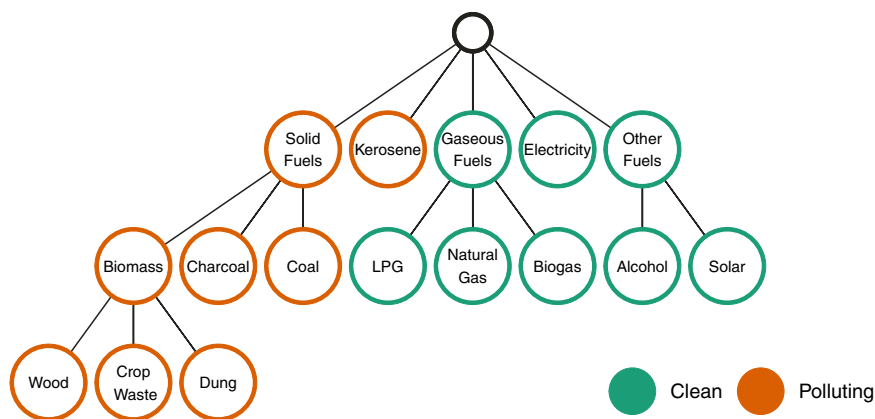 Solid
Fuels
Kerosene
Gaseous
Fuels
Electricity
Other
Fuels
Biomass
Charcoal
Coal
LPG
Natural
Gas
Biogas
Alcohol
Solar
Wood
Crop
Waste
Dung
Clean
Polluting